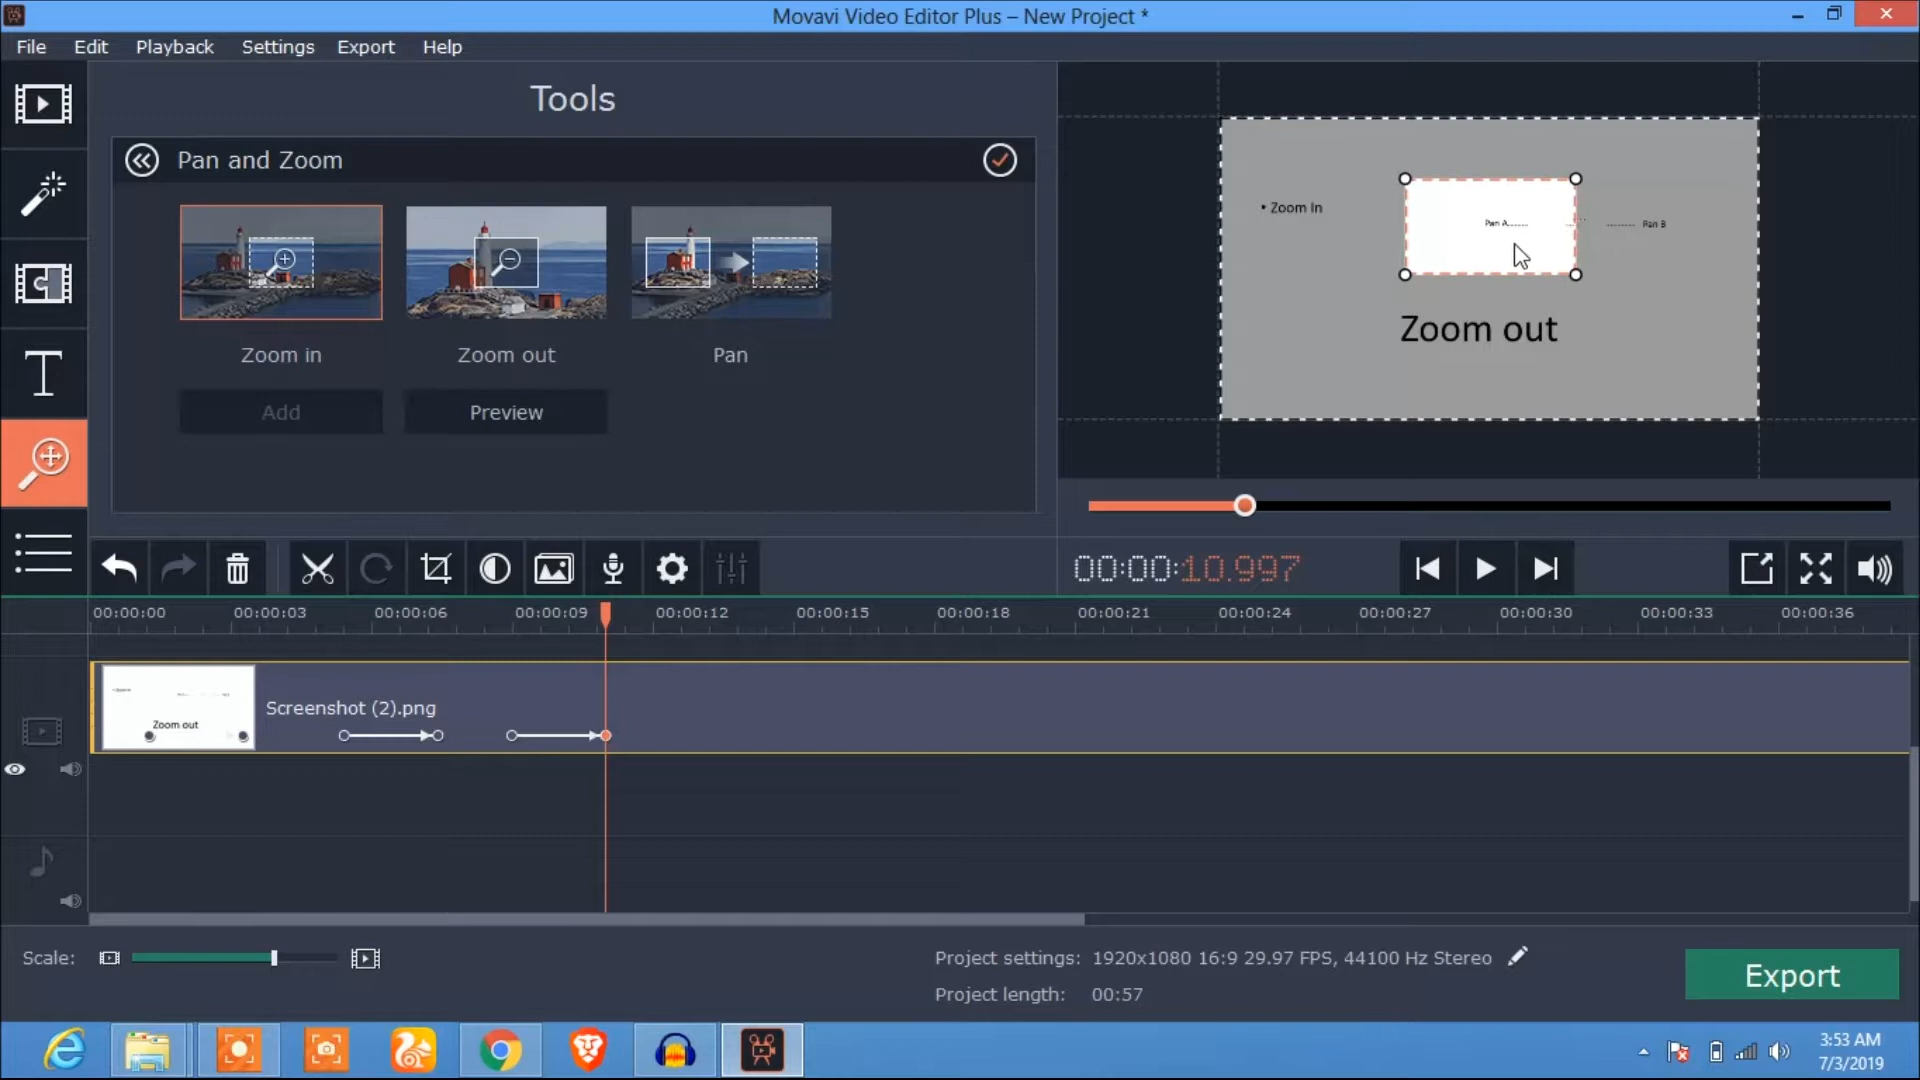 Movavi Video Editor Plus – New Project *
File Edit Playback Settings Export Help
Tools
Pan and Zoom
Zoom in Zoom out Pan
Add Preview
• Zoom In
Pan A........ ......... Pan B
Zoom out
00:00:10.997
00:00:00 00:00:03 00:00:06 00:00:09 00:00:12 00:00:15 00:00:18 00:00:21 00:00:24 00:00:27 00:00:30 00:00:33 00:00:36
Zoom out
Screenshot (2).png
Scale:
Project settings: 1920x1080 16:9 29.97 FPS, 44100 Hz Stereo
Project length: 00:57
Export
3:53 AM
7/3/2019